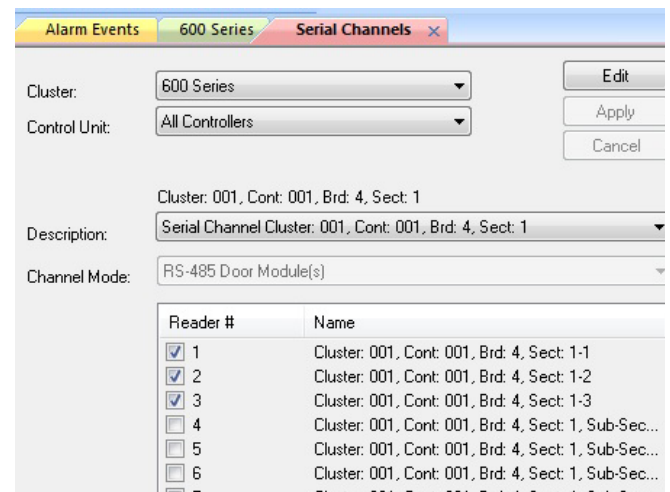 Alarm Events 600 Series Serial Channels
Cluster: 600 Series Edit
Control Unit: All Controllers Apply
Cancel
Cluster: 001, Cont: 001, Brd: 4, Sect: 1
Description: Serial Channel Cluster: 001, Cont: 001, Brd: 4, Sect: 1
Channel Mode: RS-485 Door Module(s)
Reader # Name
1 Cluster: 001, Cont: 001, Brd: 4, Sect: 1-1
2 Cluster: 001, Cont: 001, Brd: 4, Sect: 1-2
3 Cluster: 001, Cont: 001, Brd: 4, Sect: 1-3
4 Cluster: 001, Cont: 001, Brd: 4, Sect: 1, Sub-Sec...
5 Cluster: 001, Cont: 001, Brd: 4, Sect: 1, Sub-Sec...
6 Cluster: 001, Cont: 001, Brd: 4, Sect: 1, Sub-Sec...